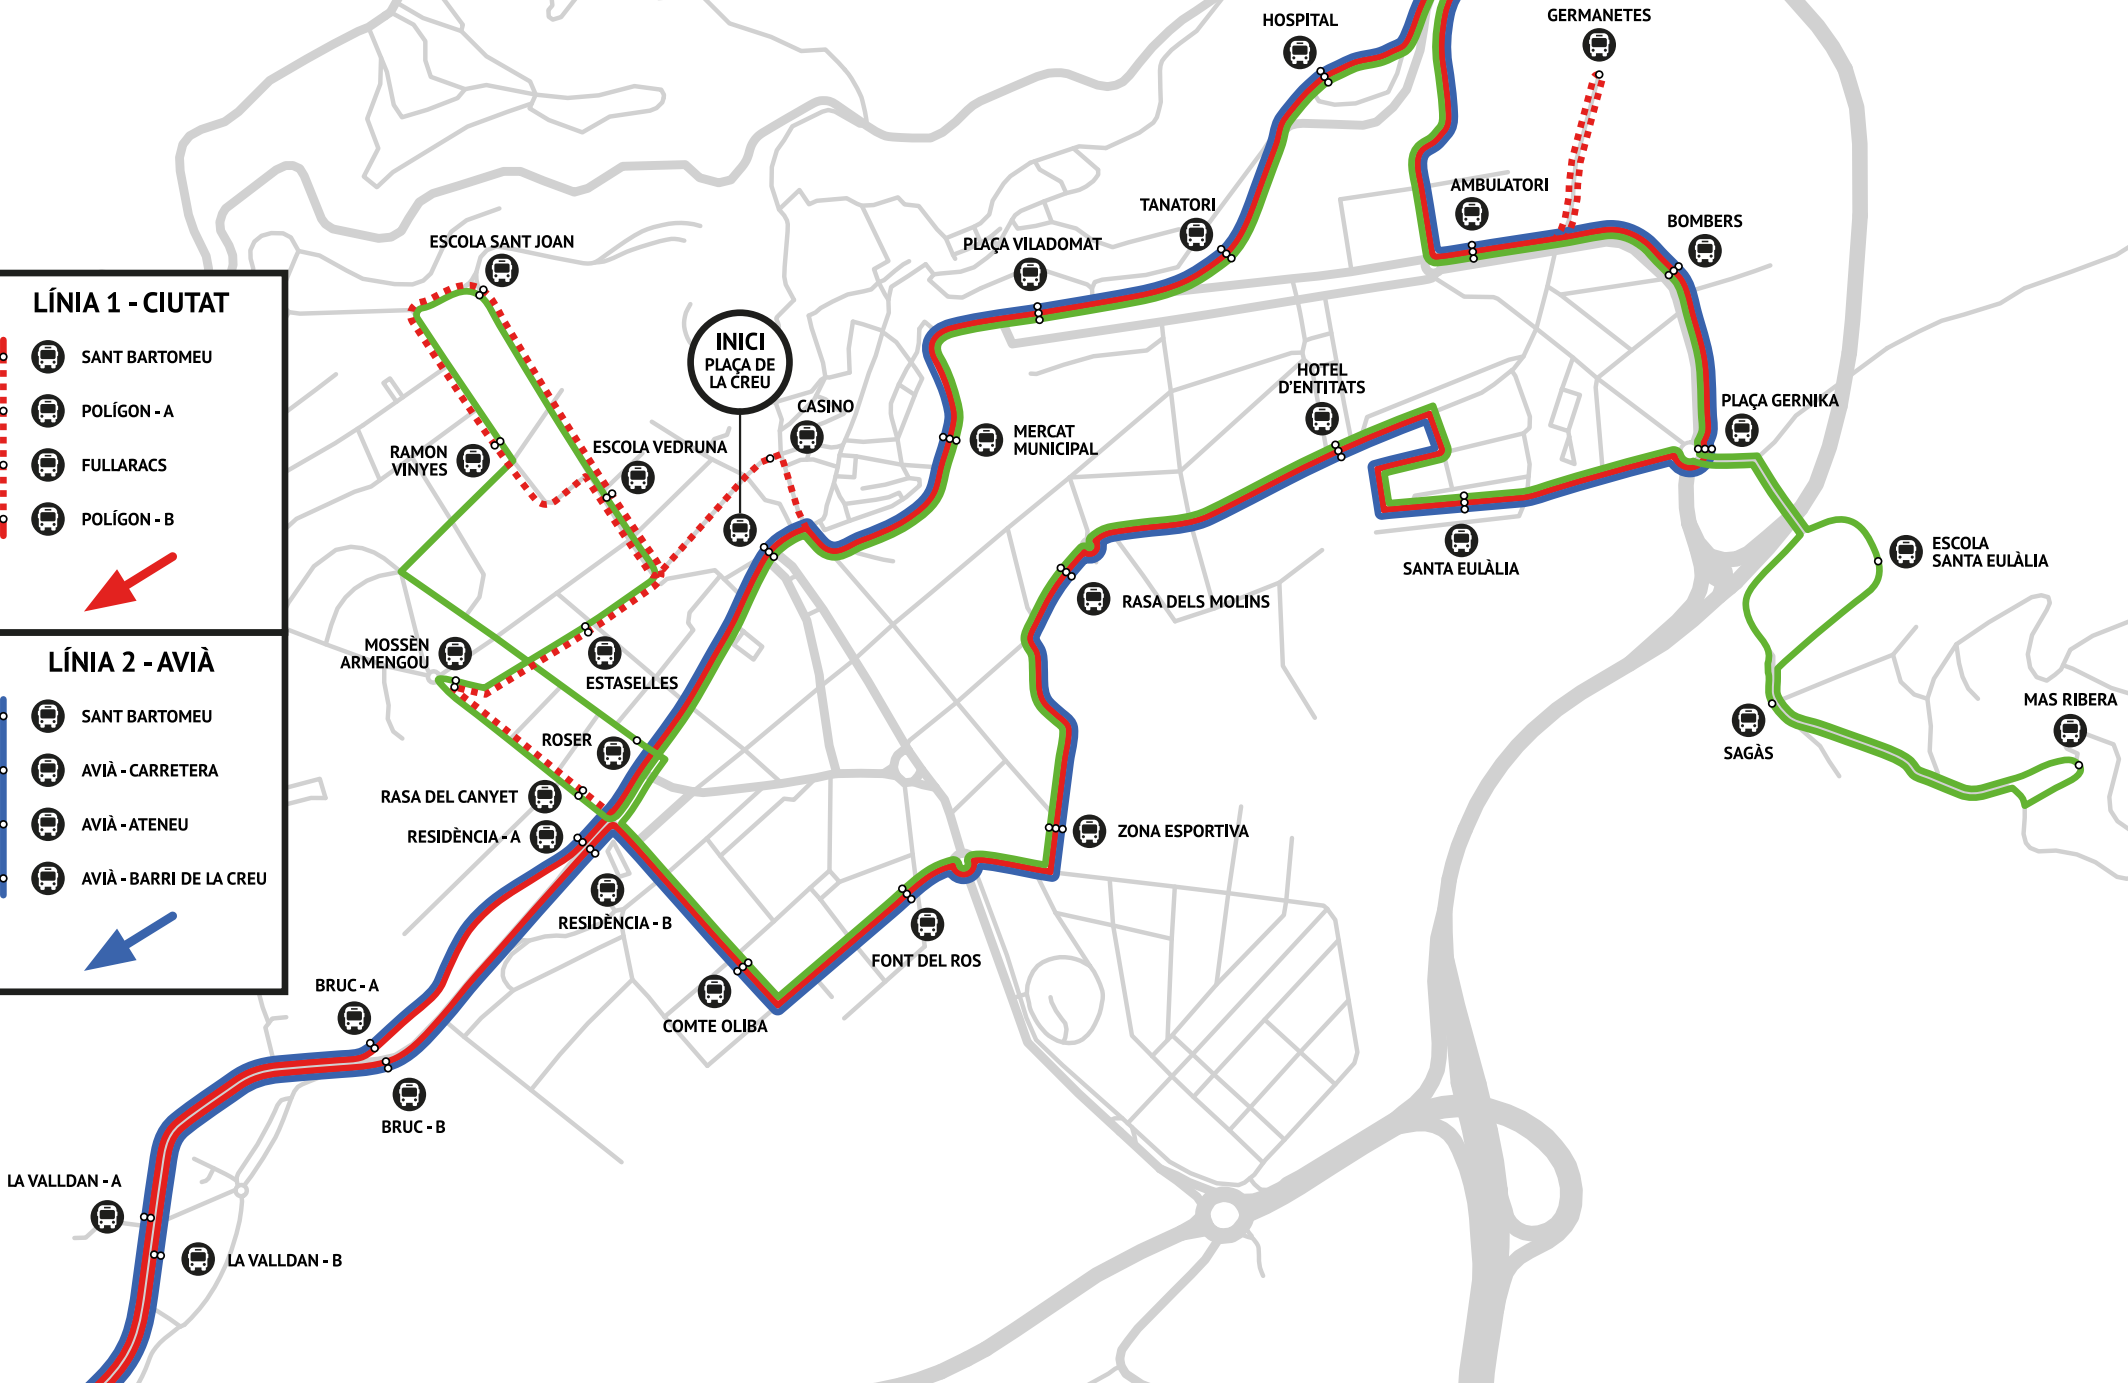 HOSPITAL
GERMANETES
AMBULATORI
TANATORI
BOMBERS
PLAÇA VILADOMAT
ESCOLA SANT JOAN
LÍNIA 1 - CIUTAT
SANT BARTOMEU
POLÍGON - A
FULLARACS
POLÍGON - B
INICI
PLAÇA DE
LA CREU
CASINO
HOTEL
D'ENTITATS
PLAÇA GERNIKA
MERCAT
MUNICIPAL
RAMON
VINYES
ESCOLA VEDRUNA
ESCOLA
SANTA EULÀLIA
SANTA EULÀLIA
RASA DELS MOLINS
LÍNIA 2 - AVIÀ
SANT BARTOMEU
AVIÀ - CARRETERA
AVIÀ - ATENEU
AVIÀ - BARRI DE LA CREU
MOSSÈN
ARMENGOU
ESTASELLES
MAS RIBERA
SAGÀS
ROSER
RASA DEL CANYET
RESIDÈNCIA - A
ZONA ESPORTIVA
RESIDÈNCIA - B
FONT DEL ROS
BRUC - A
COMTE OLIBA
BRUC - B
LA VALLDAN - A
LA VALLDAN - B